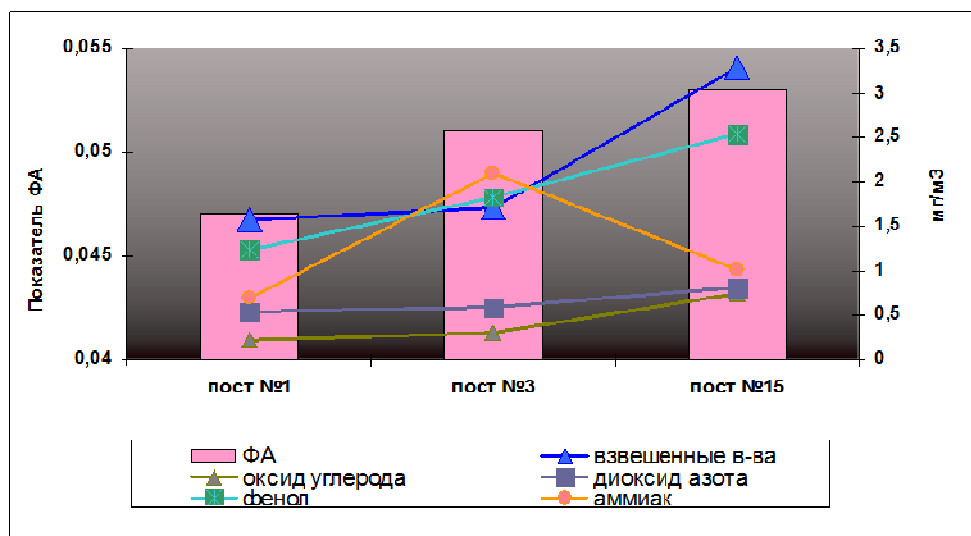 0,055
0,05
0,045
0,04
Показатель ФА
3,5
3
2,5
2
1,5
1
0,5
0
мг/м3
пост №1 пост №3 пост №15
ФА взвешенные в-ва
оксид углерода диоксид азота
фенол аммиак